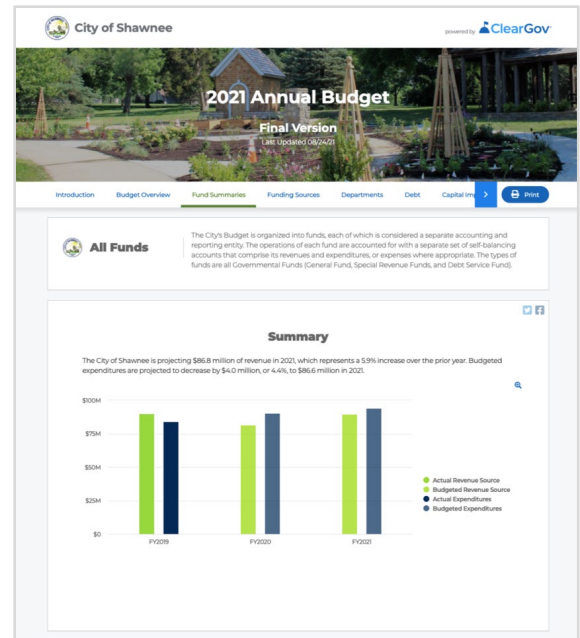 City of Shawnee
powered by ClearGov
2021 Annual Budget
Final Version
Last Updated 08/24/21
Introduction Budget Overview Fund Summaries Funding Sources Departments Debt Capital Im > Print
All Funds
The City's Budget is organized into funds, each of which is considered a separate accounting and
reporting entity. The operations of each fund are accounted for with a separate set of self-balancing
accounts that comprise its revenues and expenditures, or expenses where appropriate. The types of
funds are all Governmental Funds (General Fund, Special Revenue Funds, and Debt Service Fund).
Summary
The City of Shawnee is projecting $86.8 million of revenue in 2021, which represents a 5.9% increase over the prior year. Budgeted
expenditures are projected to decrease by $4.0 million, or 4.4%, to $86.6 million in 2021.
$100M
$75M
$50M
$25M
$0
FY2019 FY2020 FY2021
Actual Revenue Source
Budgeted Revenue Source
Actual Expenditures
Budgeted Expenditures